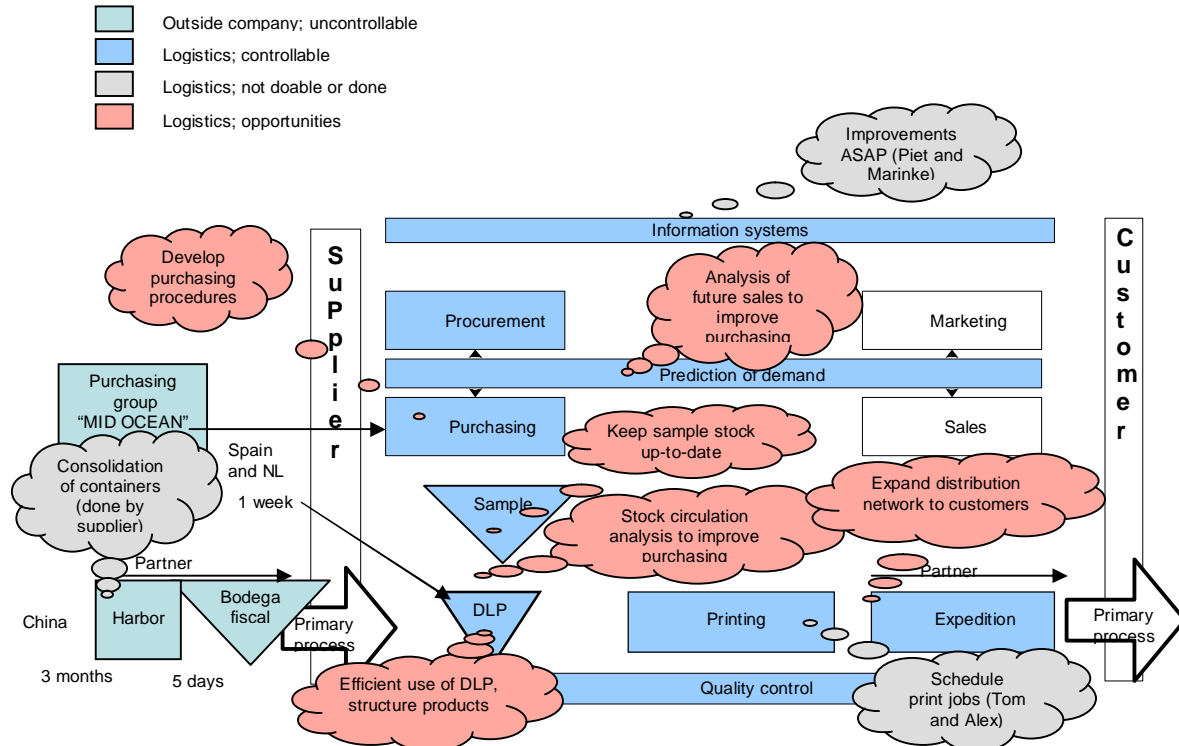 Outside company; uncontrollable
Logistics; controllable
Logistics; not doable or done
Logistics; opportunities
Improvements
ASAP (Piet and
Marinke)
Information systems
Develop
purchasing
procedures
SuPplier
Analysis of
future sales to
improve
purchasing
Customer
Procurement
Marketing
Prediction of demand
Purchasing
group
“MID OCEAN”
Purchasing
Sales
Keep sample stock
up-to-date
Spain
and NL
1 week
Consolidation
of containers
(done by
supplier)
Sample
Stock circulation
analysis to improve
purchasing
Expand distribution
network to customers
Partner
Partner
China
Harbor
Bodega
fiscal
Primary
process
DLP
Printing
Expedition
Primary
process
3 months
5 days
Efficient use of DLP,
structure products
Quality control
Schedule
print jobs (Tom
and Alex)